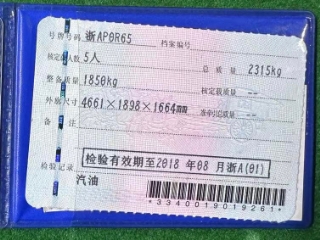 号牌号码 浙AP0R65 档案编号
核定载人数 5人 总质量 2315kg
整备质量 1850kg 核定载质量 --
外廓尺寸 4661×1898×1664mm 准牵引总质量 --
备注
检验有效期至2018年08月浙A(01)
检验记录
汽油
*3340019019261*